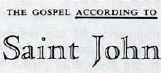 THE GOSPEL ACCORDING TO
Saint John